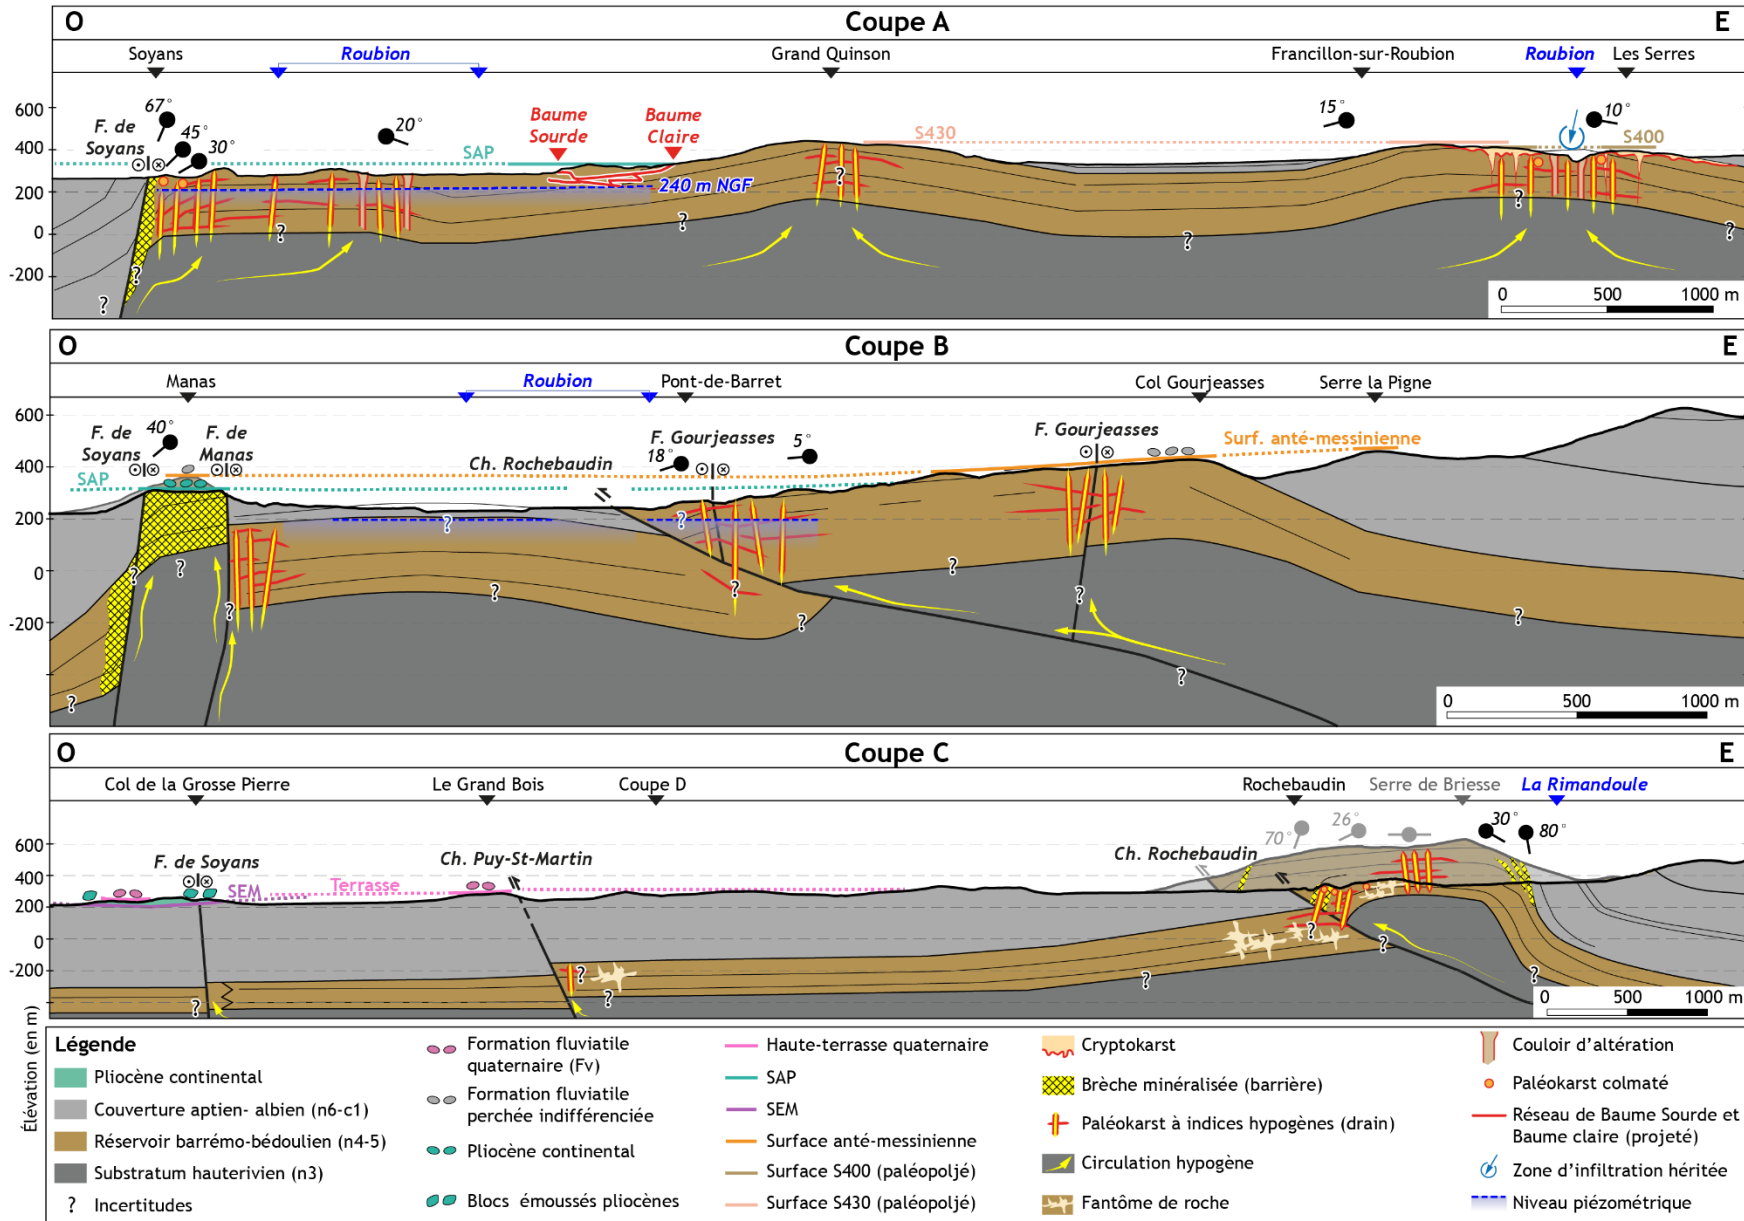 O Coupe A E
Soyans Roubion Grand Quinson Francillon-sur-Roubion Roubion Les Serres
600
400
200
0
-200
F. de Soyans
67°
45°
30°
20°
15°
10°
SAP
Baume Sourde
Baume Claire
240 m NGF
S430
S400
? ? ? ? ? ? ? ?
0 500 1000 m
O Coupe B E
Manas Roubion Pont-de-Barret Col Gourjeasses Serre la Pigne
600
400
200
0
-200
F. de Soyans
40°
F. de Manas
SAP
Ch. Rochebaudin
F. Gourjeasses
18°
5°
F. Gourjeasses
Surf. anté-messinienne
? ? ? ? ? ? ? ? ? ? ? ? ?
0 500 1000 m
O Coupe C E
Col de la Grosse Pierre Le Grand Bois Coupe D Rochebaudin Serre de Briesse La Rimandoule
600
400
200
0
-200
F. de Soyans
SEM
Terrasse
Ch. Puy-St-Martin
Ch. Rochebaudin
70°
26°
30°
80°
? ? ? ? ? ? ? ?
0 500 1000 m
Élévation (en m)
Légende
Pliocène continental
Couverture aptien- albien (n6-c1)
Réservoir barrémo-bédoulien (n4-5)
Substratum hauterivien (n3)
? Incertitudes
Formation fluviatile
quaternaire (Fv)
Formation fluviatile
perchée indifférenciée
Pliocène continental
Blocs émoussés pliocènes
Haute-terrasse quaternaire
SAP
SEM
Surface anté-messinienne
Surface S400 (paléopoljé)
Surface S430 (paléopoljé)
Cryptokarst
Brèche minéralisée (barrière)
Paléokarst à indices hypogènes (drain)
Circulation hypogène
Fantôme de roche
Couloir d'altération
Paléokarst colmaté
Réseau de Baume Sourde et
Baume claire (projeté)
Zone d'infiltration héritée
Niveau piézométrique